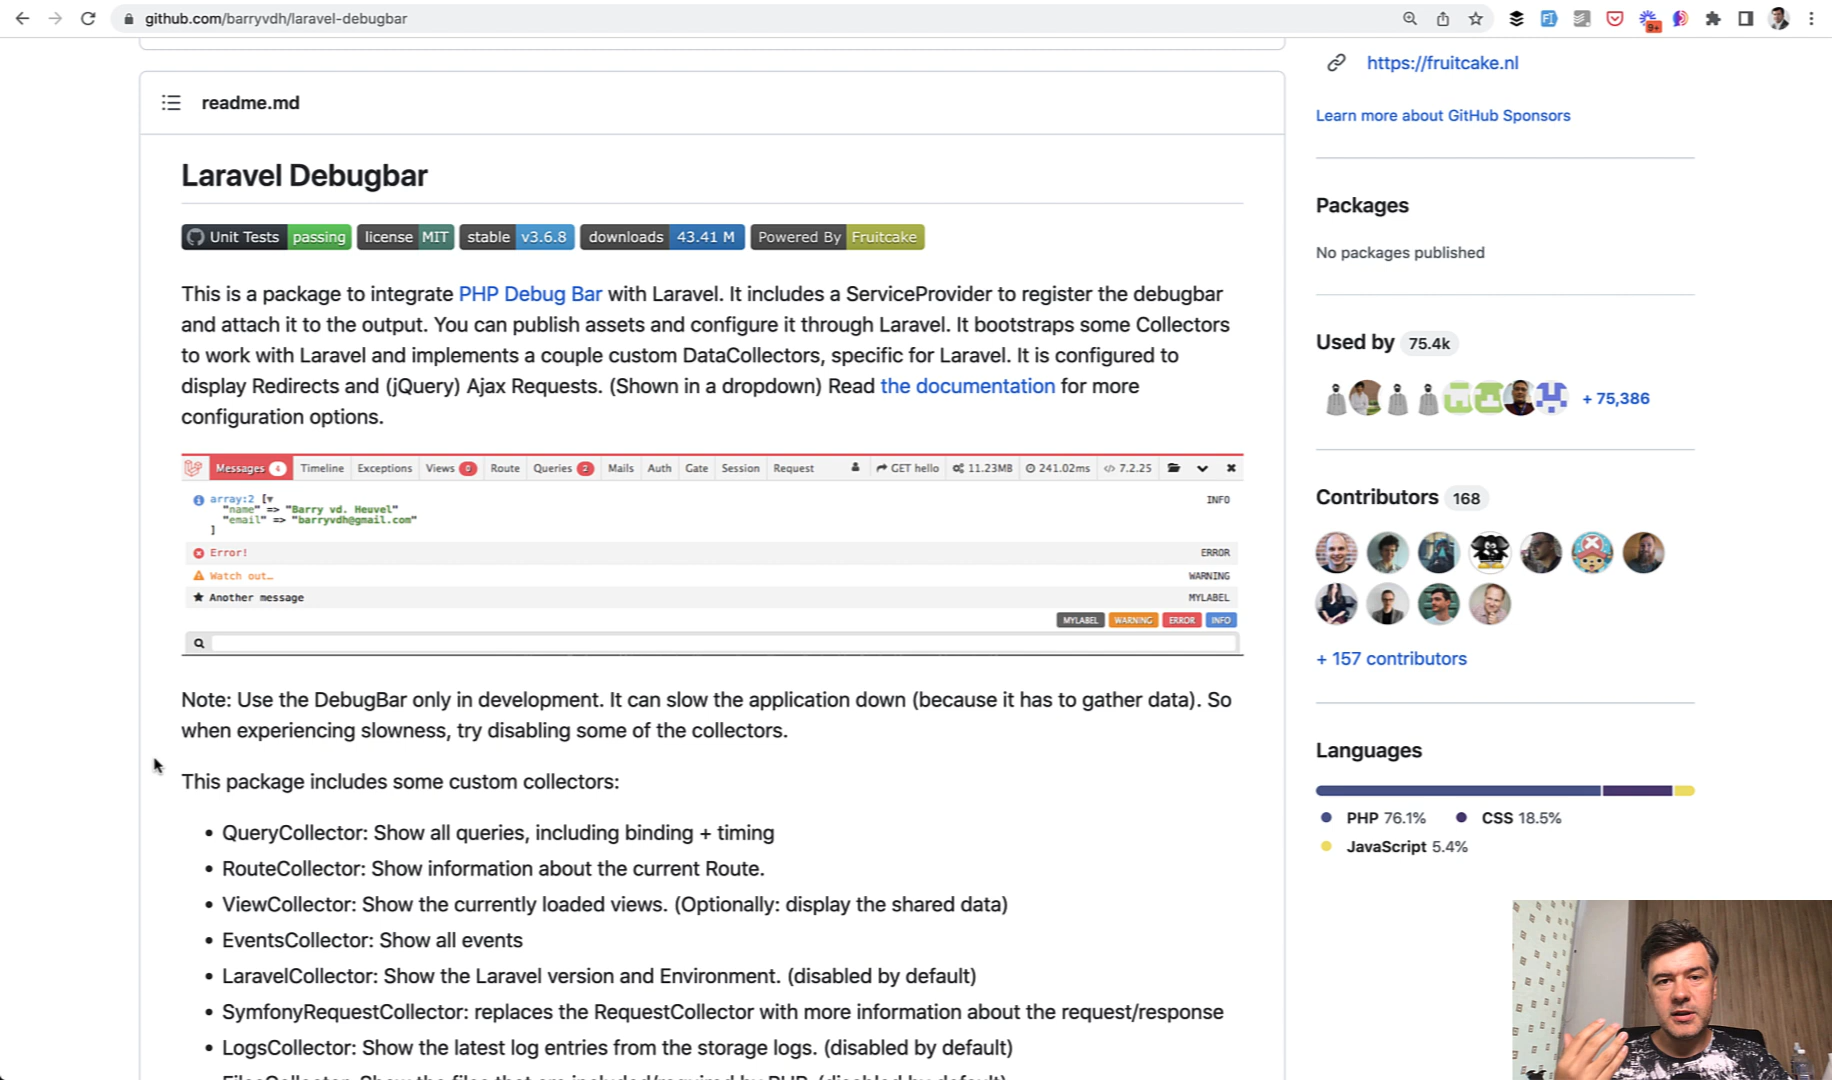 github.com/barryvdh/laravel-debugbar
9+
readme.md
Laravel Debugbar
Unit Tests passing license MIT stable v3.6.8 downloads 43.41 M Powered By Fruitcake
This is a package to integrate PHP Debug Bar with Laravel. It includes a ServiceProvider to register the debugbar
and attach it to the output. You can publish assets and configure it through Laravel. It bootstraps some Collectors
to work with Laravel and implements a couple custom DataCollectors, specific for Laravel. It is configured to
display Redirects and (jQuery) Ajax Requests. (Shown in a dropdown) Read the documentation for more
configuration options.
Messages 4 Timeline Exceptions Views 0 Route Queries 2 Mails Auth Gate Session Request GET hello 11.23MB 241.02ms 7.2.25
array:2 [▼ INFO
"name" => "Barry vd. Heuvel"
"email" => "barryvdh@gmail.com"
]
Error! ERROR
Watch out… WARNING
Another message MYLABEL
MYLABEL WARNING ERROR INFO
Note: Use the DebugBar only in development. It can slow the application down (because it has to gather data). So
when experiencing slowness, try disabling some of the collectors.
This package includes some custom collectors:
• QueryCollector: Show all queries, including binding + timing
• RouteCollector: Show information about the current Route.
• ViewCollector: Show the currently loaded views. (Optionally: display the shared data)
• EventsCollector: Show all events
• LaravelCollector: Show the Laravel version and Environment. (disabled by default)
• SymfonyRequestCollector: replaces the RequestCollector with more information about the request/response
• LogsCollector: Show the latest log entries from the storage logs. (disabled by default)
• FilesCollector: Show the files that are included/required by PHP. (disabled by default)
https://fruitcake.nl
Learn more about GitHub Sponsors
Packages
No packages published
Used by 75.4k
+ 75,386
Contributors 168
+ 157 contributors
Languages
PHP 76.1% CSS 18.5%
JavaScript 5.4%